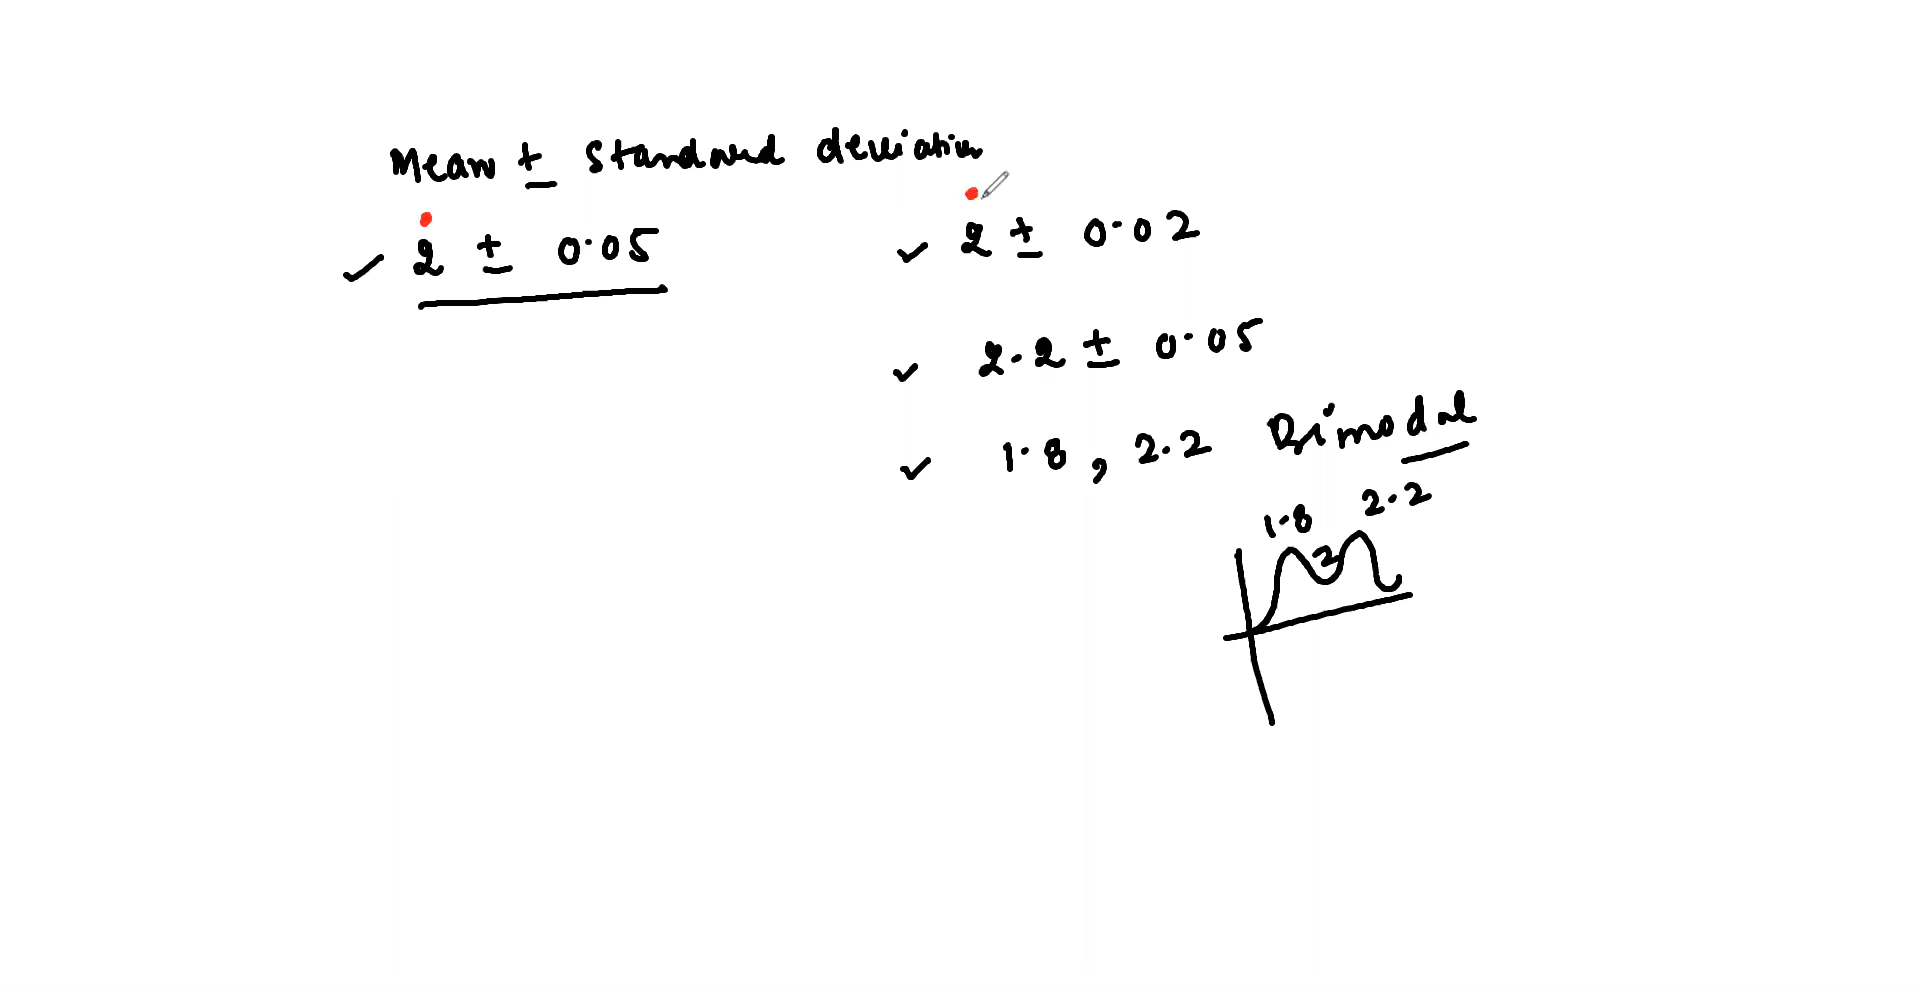 Mean ± standard deviation
2 ± 0.05
2 ± 0.02
2.2 ± 0.05
1.8, 2.2 Bimodal
1.8 2.2
2